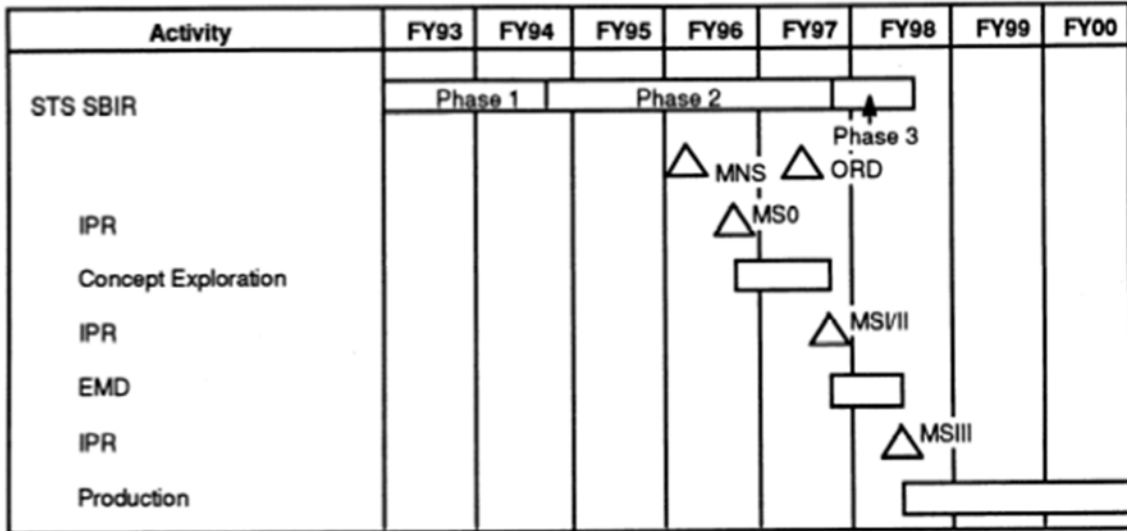 Activity FY93 FY94 FY95 FY96 FY97 FY98 FY99 FY00
STS SBIR Phase 1 Phase 2
Phase 3
MNS ORD
IPR MS0
Concept Exploration
IPR MSI/II
EMD
IPR MSIII
Production